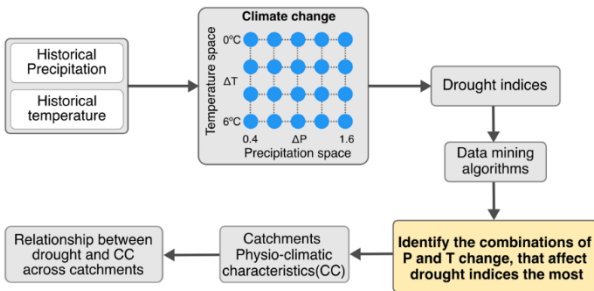 Historical
Precipitation
Historical
temperature
Climate change
Temperature space
0°C
ΔT
6°C
0.4 ΔP 1.6
Precipitation space
Drought indices
Data mining
algorithms
Identify the combinations of
P and T change, that affect
drought indices the most
Catchments
Physio-climatic
characteristics(CC)
Relationship between
drought and CC
across catchments